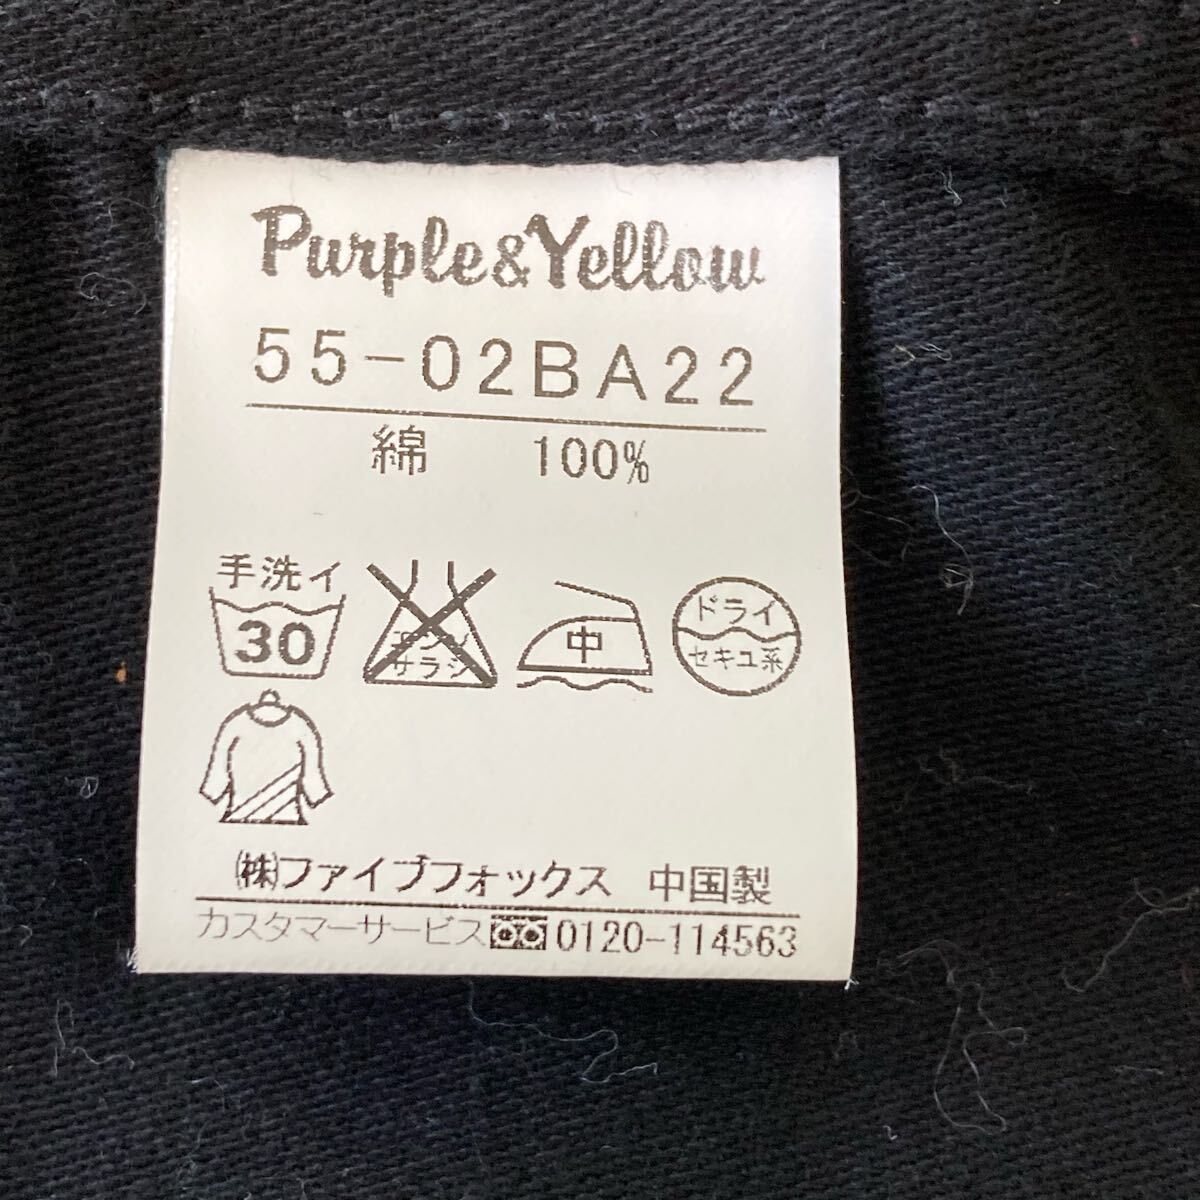 Purple&Yellow
55-02BA22
綿 100%
手洗イ
30
エンソ
サラシ
中
ドライ
セキユ系
㈱ファイブフォックス 中国製
カスタマーサービス 0120-114563